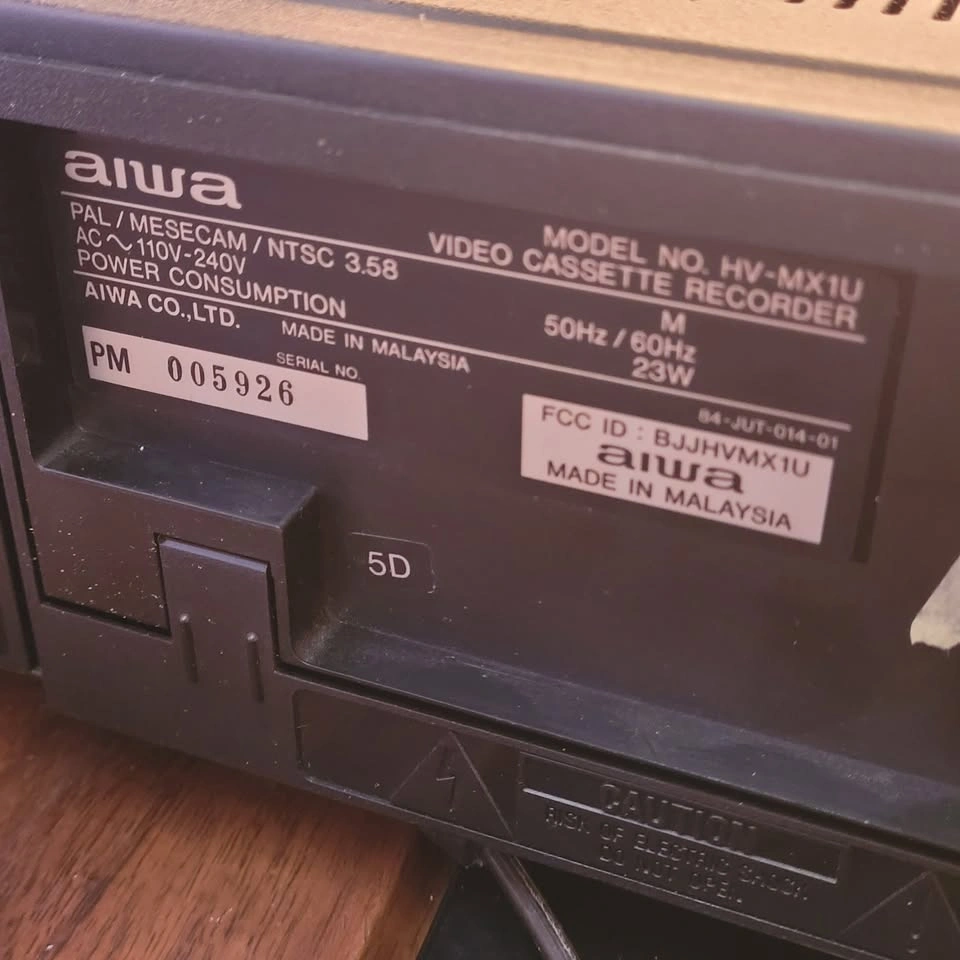 aiwa
MODEL NO. HV-MX1U
PAL / MESECAM / NTSC 3.58 VIDEO CASSETTE RECORDER
AC ~ 110V-240V M
50Hz / 60Hz
POWER CONSUMPTION 23W
AIWA CO.,LTD. MADE IN MALAYSIA
84-JUT-014-01
SERIAL NO.
PM 005926
FCC ID : BJJHVMX1U
aiwa
MADE IN MALAYSIA
5D
CAUTION
RISK OF ELECTRIC SHOCK
DO NOT OPEN.